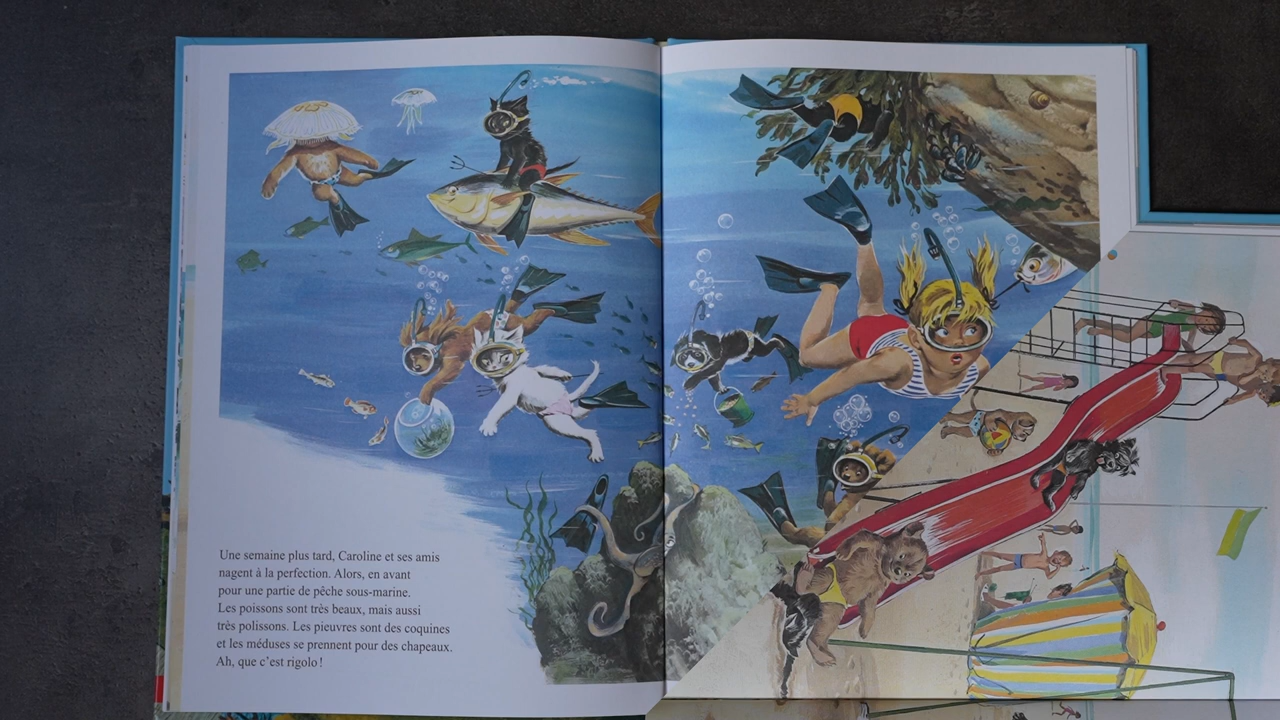 Une semaine plus tard, Caroline et ses amis
nagent à la perfection. Alors, en avant
pour une partie de pêche sous-marine.
Les poissons sont très beaux, mais aussi
très polissons. Les pieuvres sont des coquines
et les méduses se prennent pour des chapeaux.
Ah, que c’est rigolo !